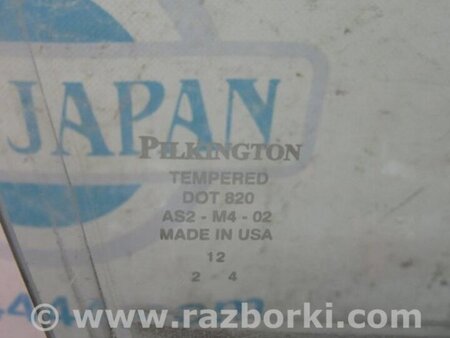 JAPAN
PILKINGTON
TEMPERED
DOT 820
AS2 - M4 - 02
MADE IN USA
12
2 - 4
www.razborki.com